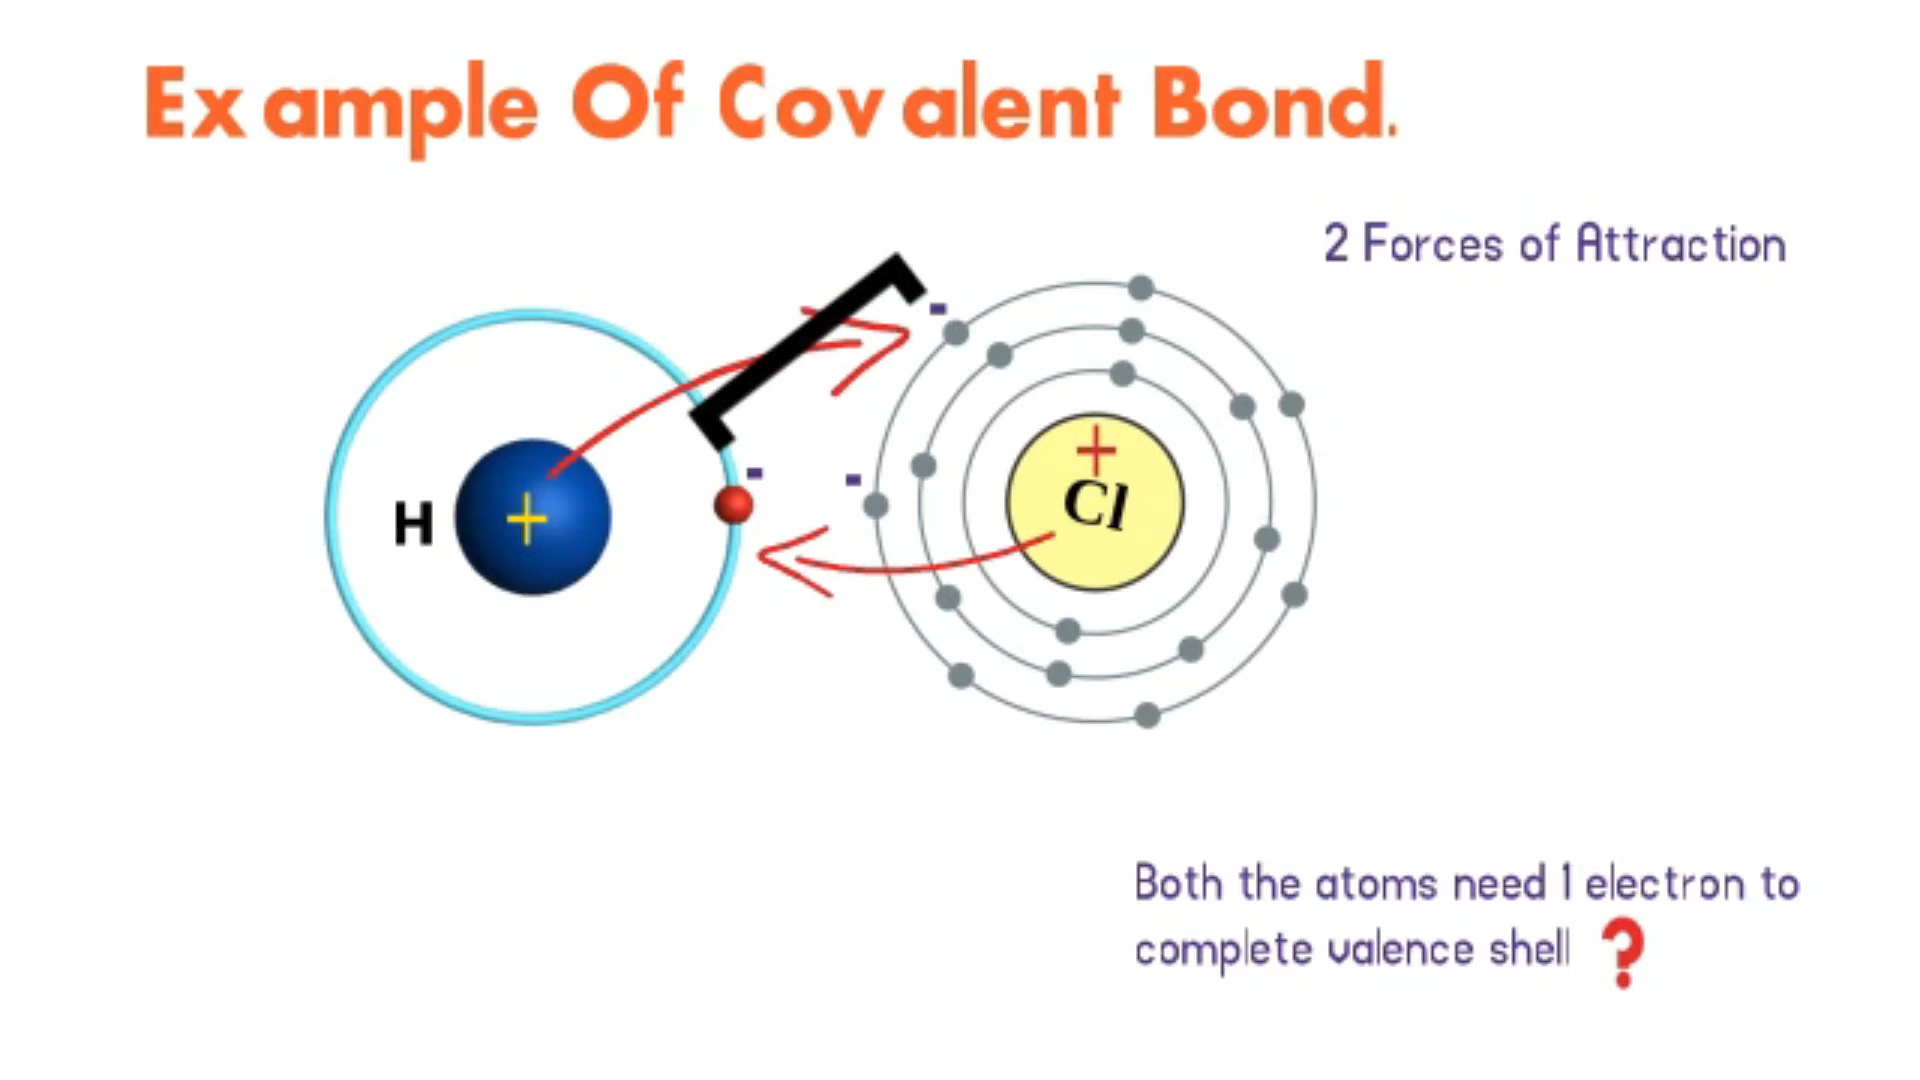 Example Of Covalent Bond.
2 Forces of Attraction
-
+
Cl
- -
H +
Both the atoms need 1 electron to
complete valence shell ?